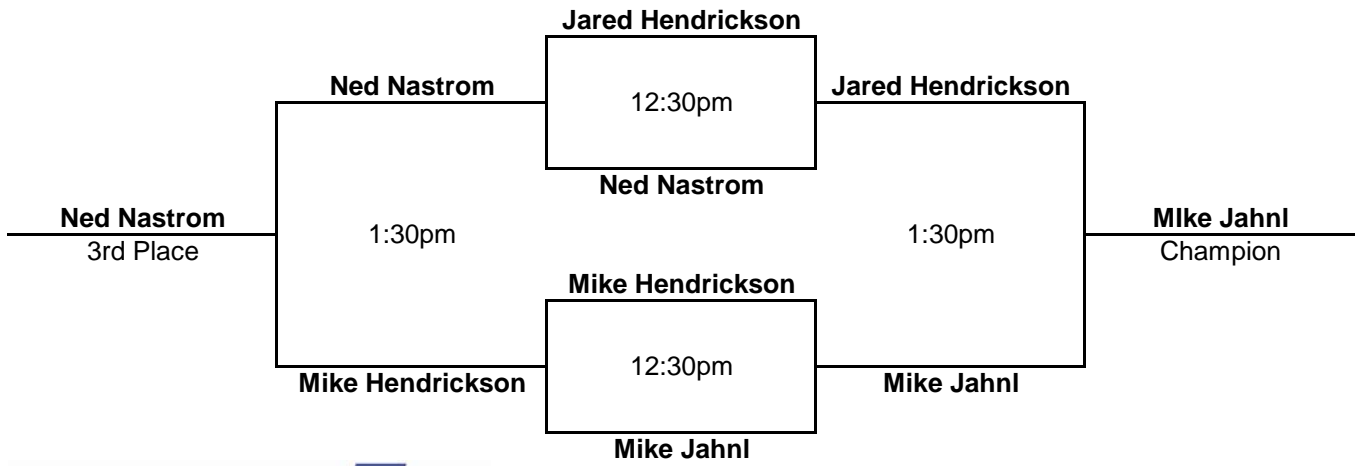 Jared Hendrickson
Ned Nastrom
12:30pm
Jared Hendrickson
Ned Nastrom
Ned Nastrom
3rd Place
1:30pm
1:30pm
MIke Jahnl
Champion
Mike Hendrickson
12:30pm
Mike Hendrickson
Mike Jahnl
Mike Jahnl